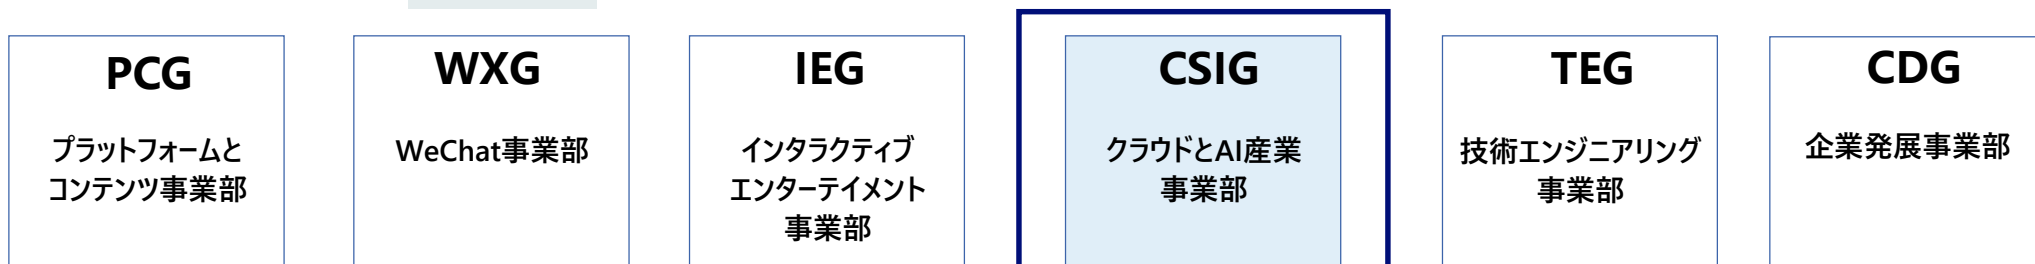 PCG
プラットフォームと
コンテンツ事業部
WXG
WeChat事業部
IEG
インタラクティブ
エンターテイメント
事業部
CSIG
クラウドとAI産業
事業部
TEG
技術エンジニアリング
事業部
CDG
企業発展事業部